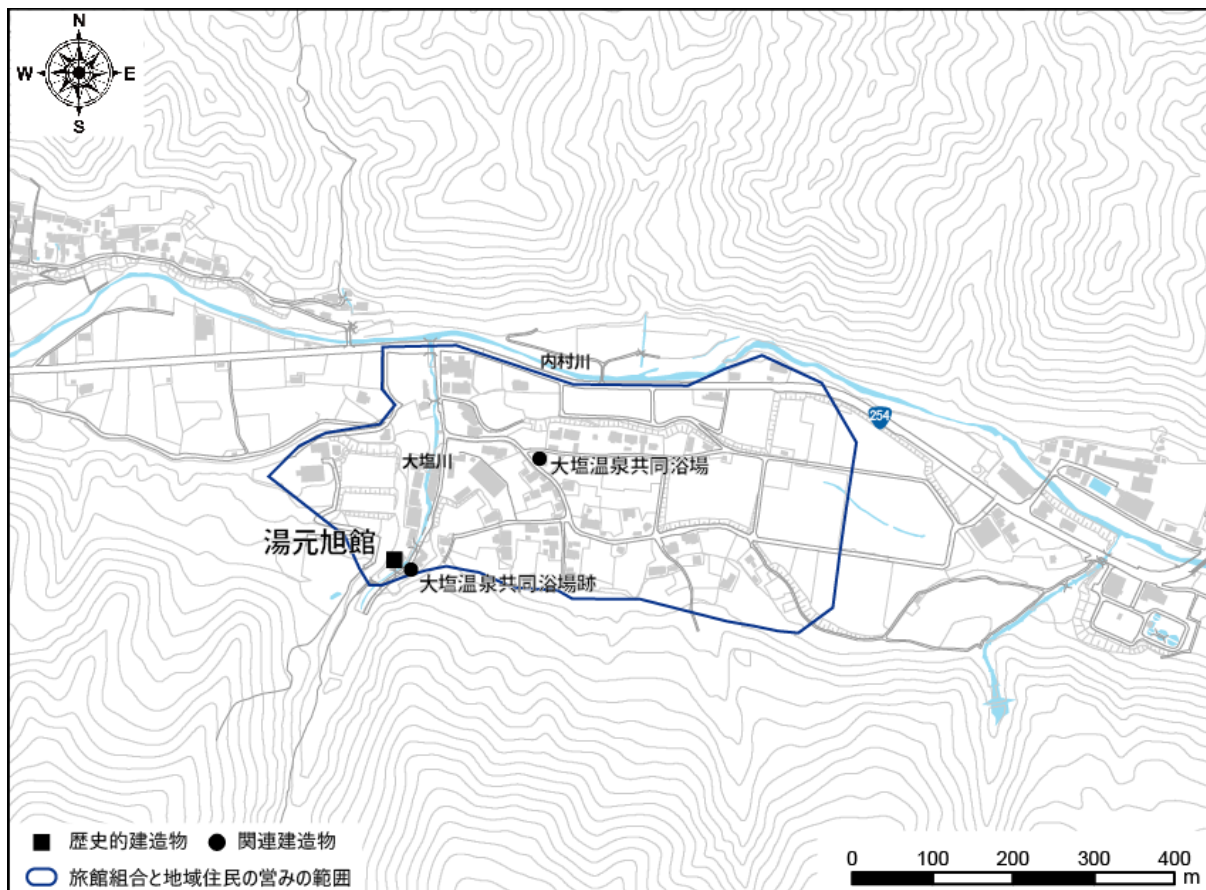 N
W E
S
内村川
254
大塩川
大塩温泉共同浴場
湯元旭館
大塩温泉共同浴場跡
歴史的建造物 関連建造物
旅館組合と地域住民の営みの範囲
0 100 200 300 400
m